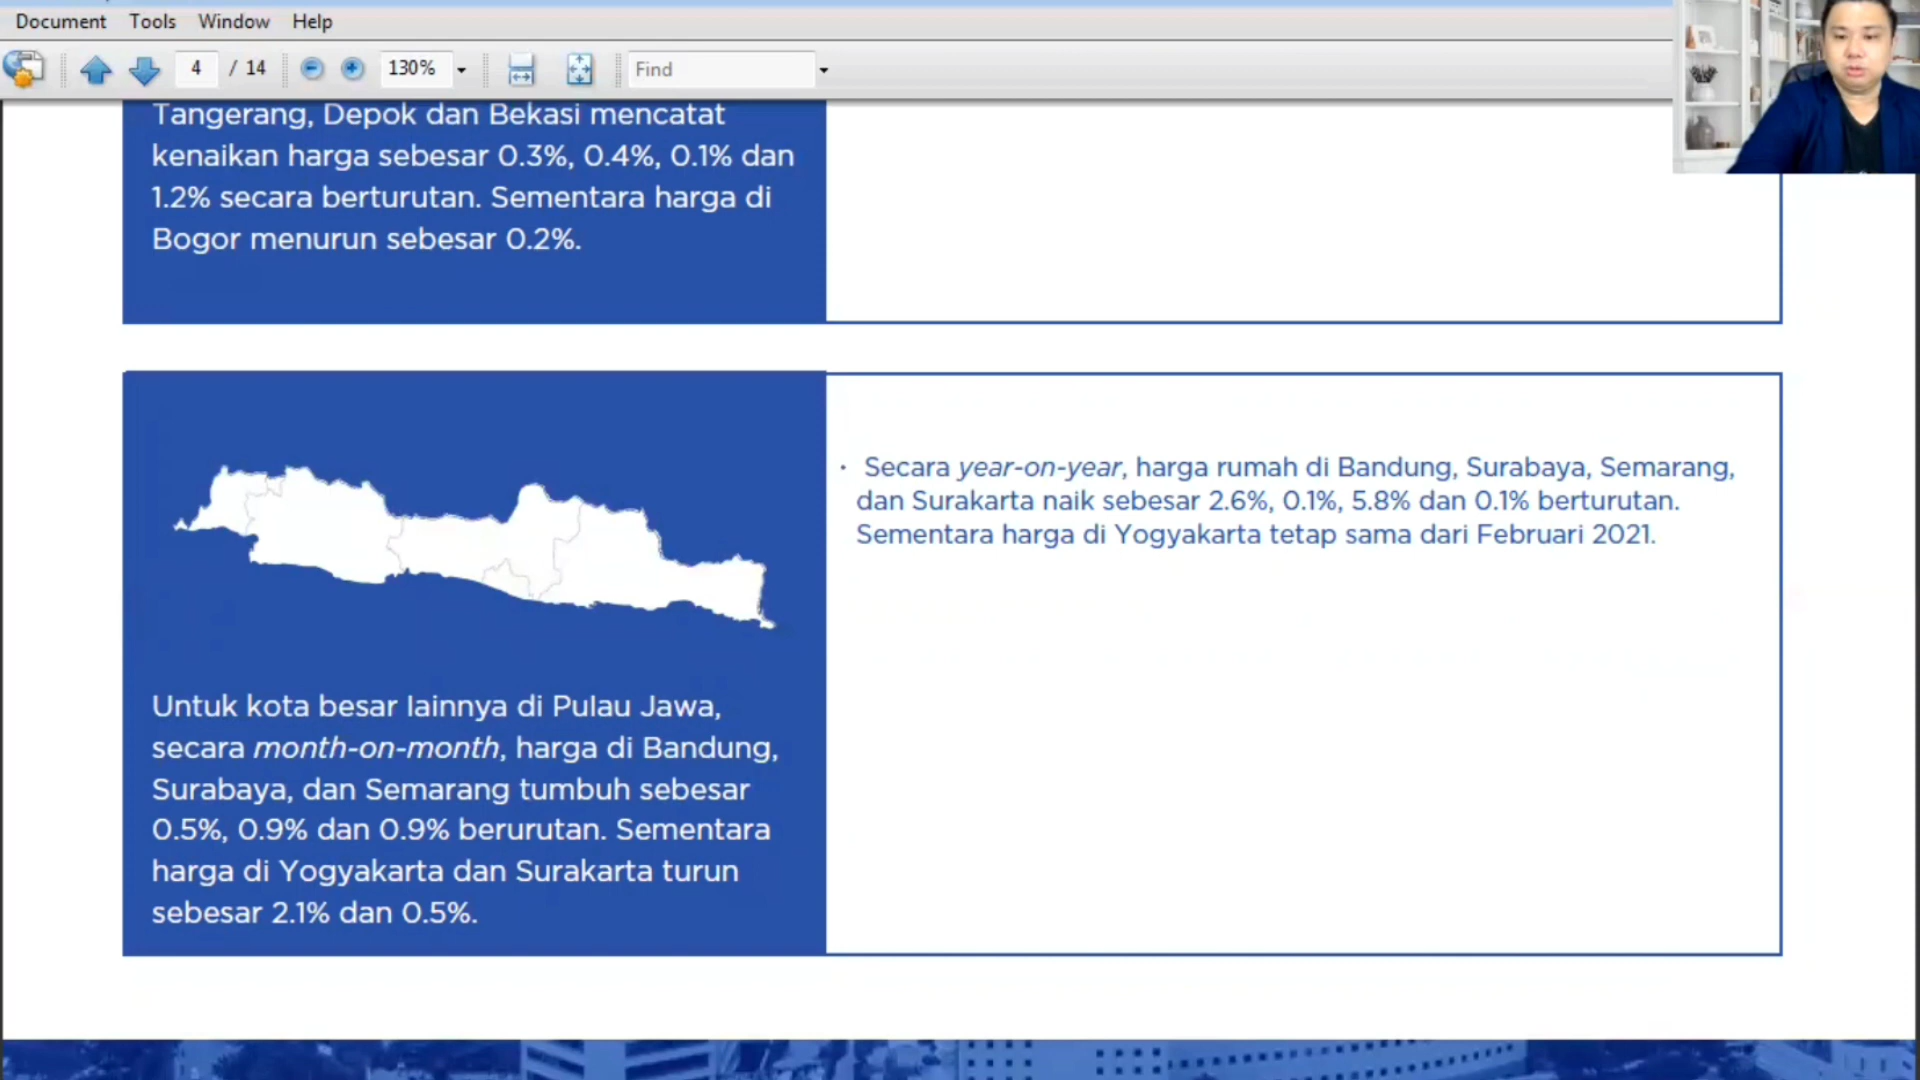 Document Tools Window Help
4 / 14 130% Find
Tangerang, Depok dan Bekasi mencatat
kenaikan harga sebesar 0.3%, 0.4%, 0.1% dan
1.2% secara berturutan. Sementara harga di
Bogor menurun sebesar 0.2%.
Untuk kota besar lainnya di Pulau Jawa,
secara month-on-month, harga di Bandung,
Surabaya, dan Semarang tumbuh sebesar
0.5%, 0.9% dan 0.9% berurutan. Sementara
harga di Yogyakarta dan Surakarta turun
sebesar 2.1% dan 0.5%.
· Secara year-on-year, harga rumah di Bandung, Surabaya, Semarang,
dan Surakarta naik sebesar 2.6%, 0.1%, 5.8% dan 0.1% berturutan.
Sementara harga di Yogyakarta tetap sama dari Februari 2021.